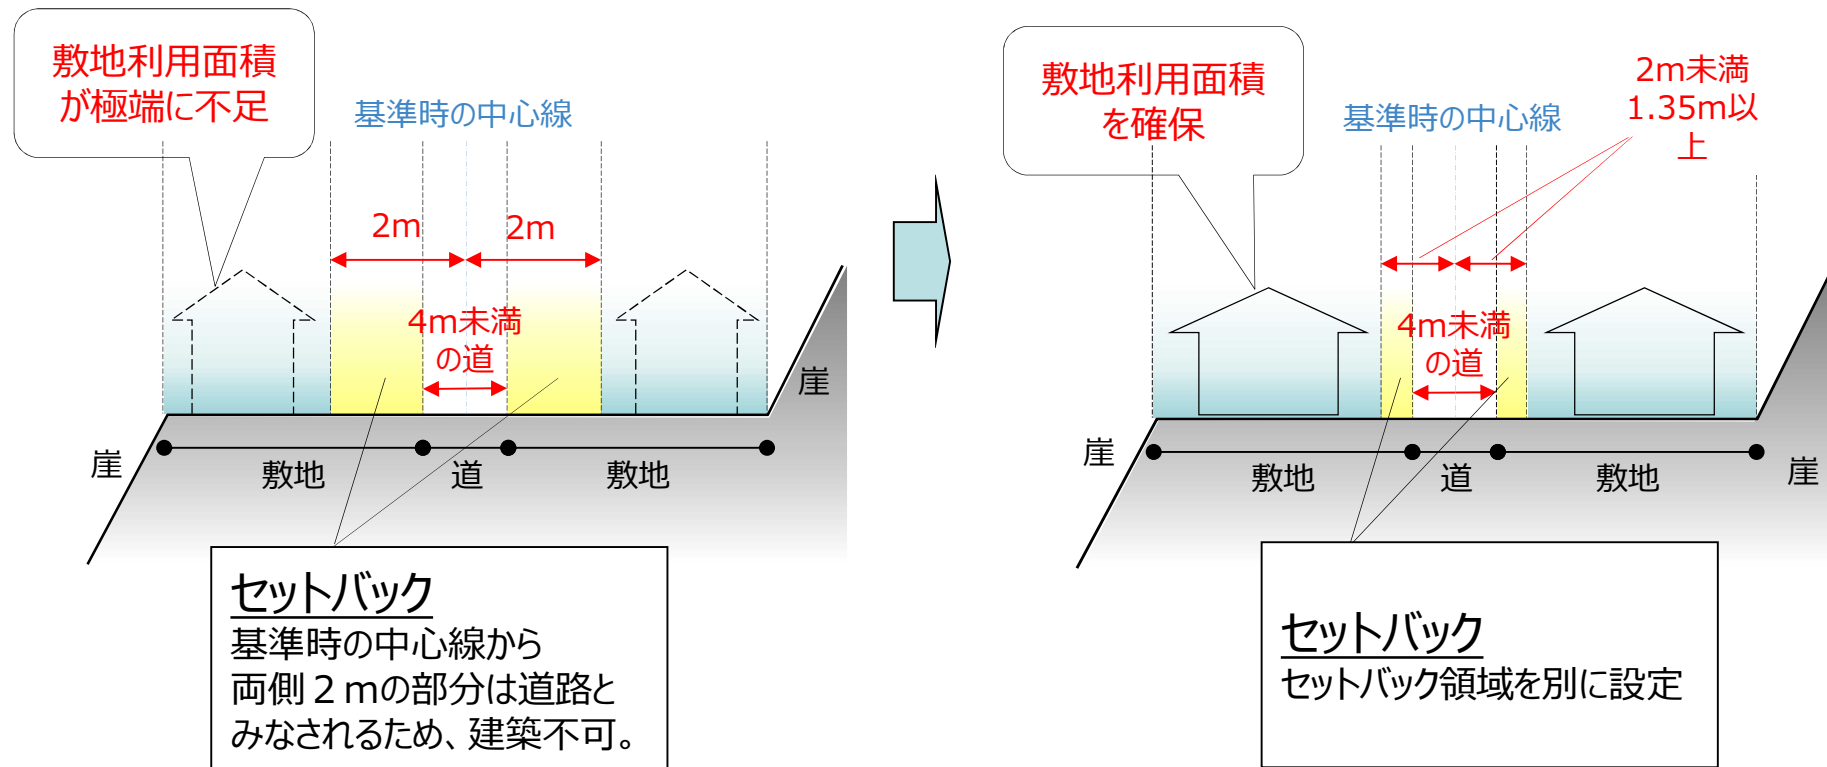 敷地利用面積
が極端に不足
基準時の中心線
2m
2m
4m未満
の道
崖
崖
敷地
道
敷地
セットバック
基準時の中心線から
両側２mの部分は道路と
みなされるため、建築不可。
敷地利用面積
を確保
基準時の中心線
2m未満
1.35m以
上
4m未満
の道
崖
崖
敷地
道
敷地
セットバック
セットバック領域を別に設定